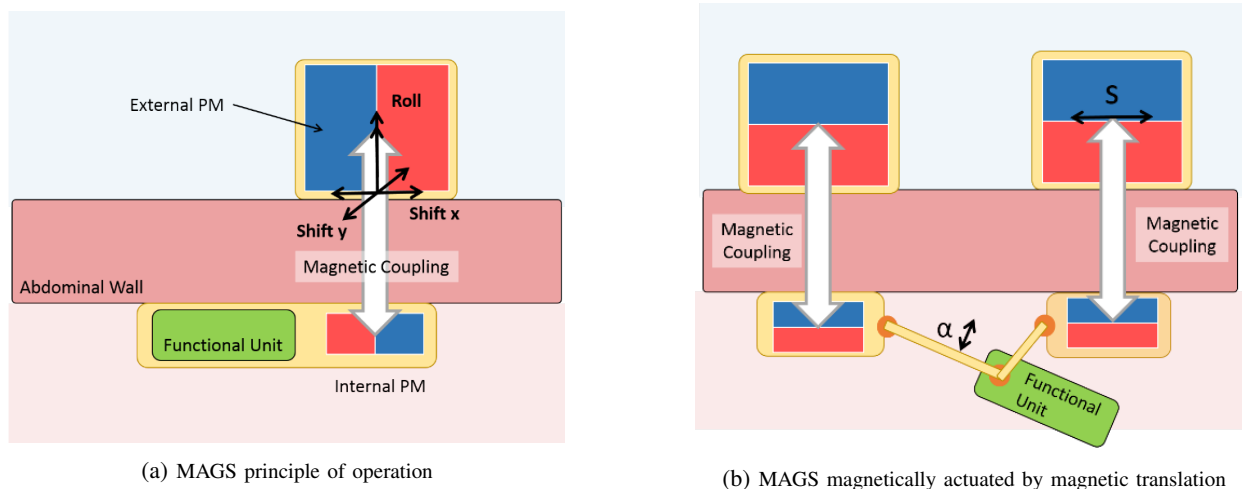 External PM
Roll
Shift x
Shift y
Magnetic Coupling
Abdominal Wall
Functional Unit
Internal PM
(a) MAGS principle of operation
S
Magnetic
Coupling
Magnetic
Coupling
α
Functional
Unit
(b) MAGS magnetically actuated by magnetic translation